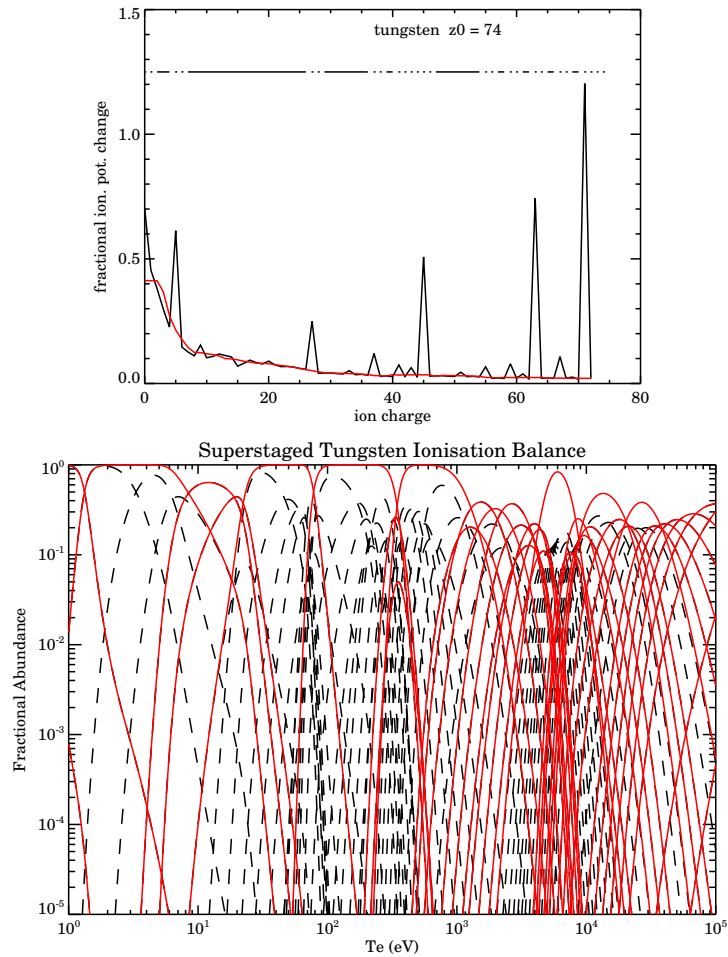 1.5
tungsten z0 = 74
1.0
fractional ion. pot. change
0.5
0.0
0 20 40 60 80
ion charge
Superstaged Tungsten Ionisation Balance
10^0
10^-1
10^-2
Fractional Abundance
10^-3
10^-4
10^-5
10^0 10^1 10^2 10^3 10^4 10^5
Te (eV)